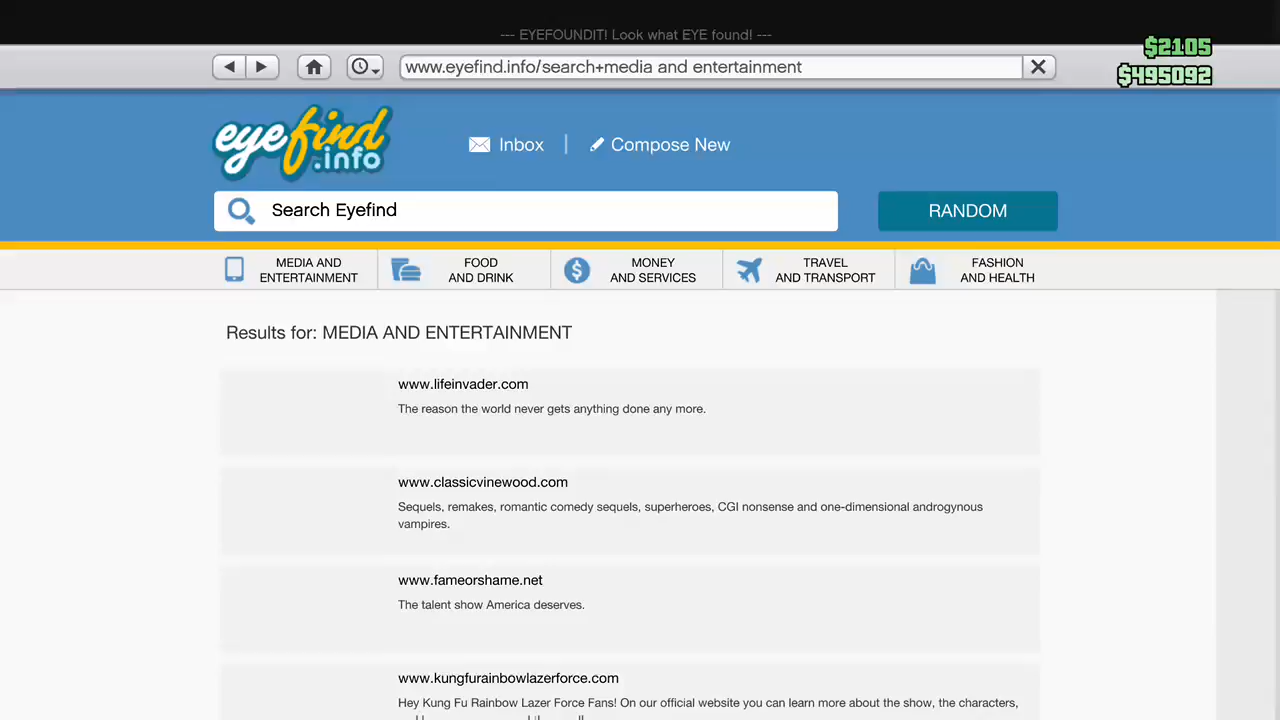 --- EYEFOUNDIT! Look what EYE found! ---
$2105
www.eyefind.info/search+media and entertainment
$495092
eyefind.info
Inbox
Compose New
Search Eyefind
RANDOM
MEDIA AND ENTERTAINMENT
FOOD AND DRINK
MONEY AND SERVICES
TRAVEL AND TRANSPORT
FASHION AND HEALTH
Results for: MEDIA AND ENTERTAINMENT
www.lifeinvader.com
The reason the world never gets anything done any more.
www.classicvinewood.com
Sequels, remakes, romantic comedy sequels, superheroes, CGI nonsense and one-dimensional androgynous
vampires.
www.fameorshame.net
The talent show America deserves.
www.kungfurainbowlazerforce.com
Hey Kung Fu Rainbow Lazer Force Fans! On our official website you can learn more about the show, the characters,